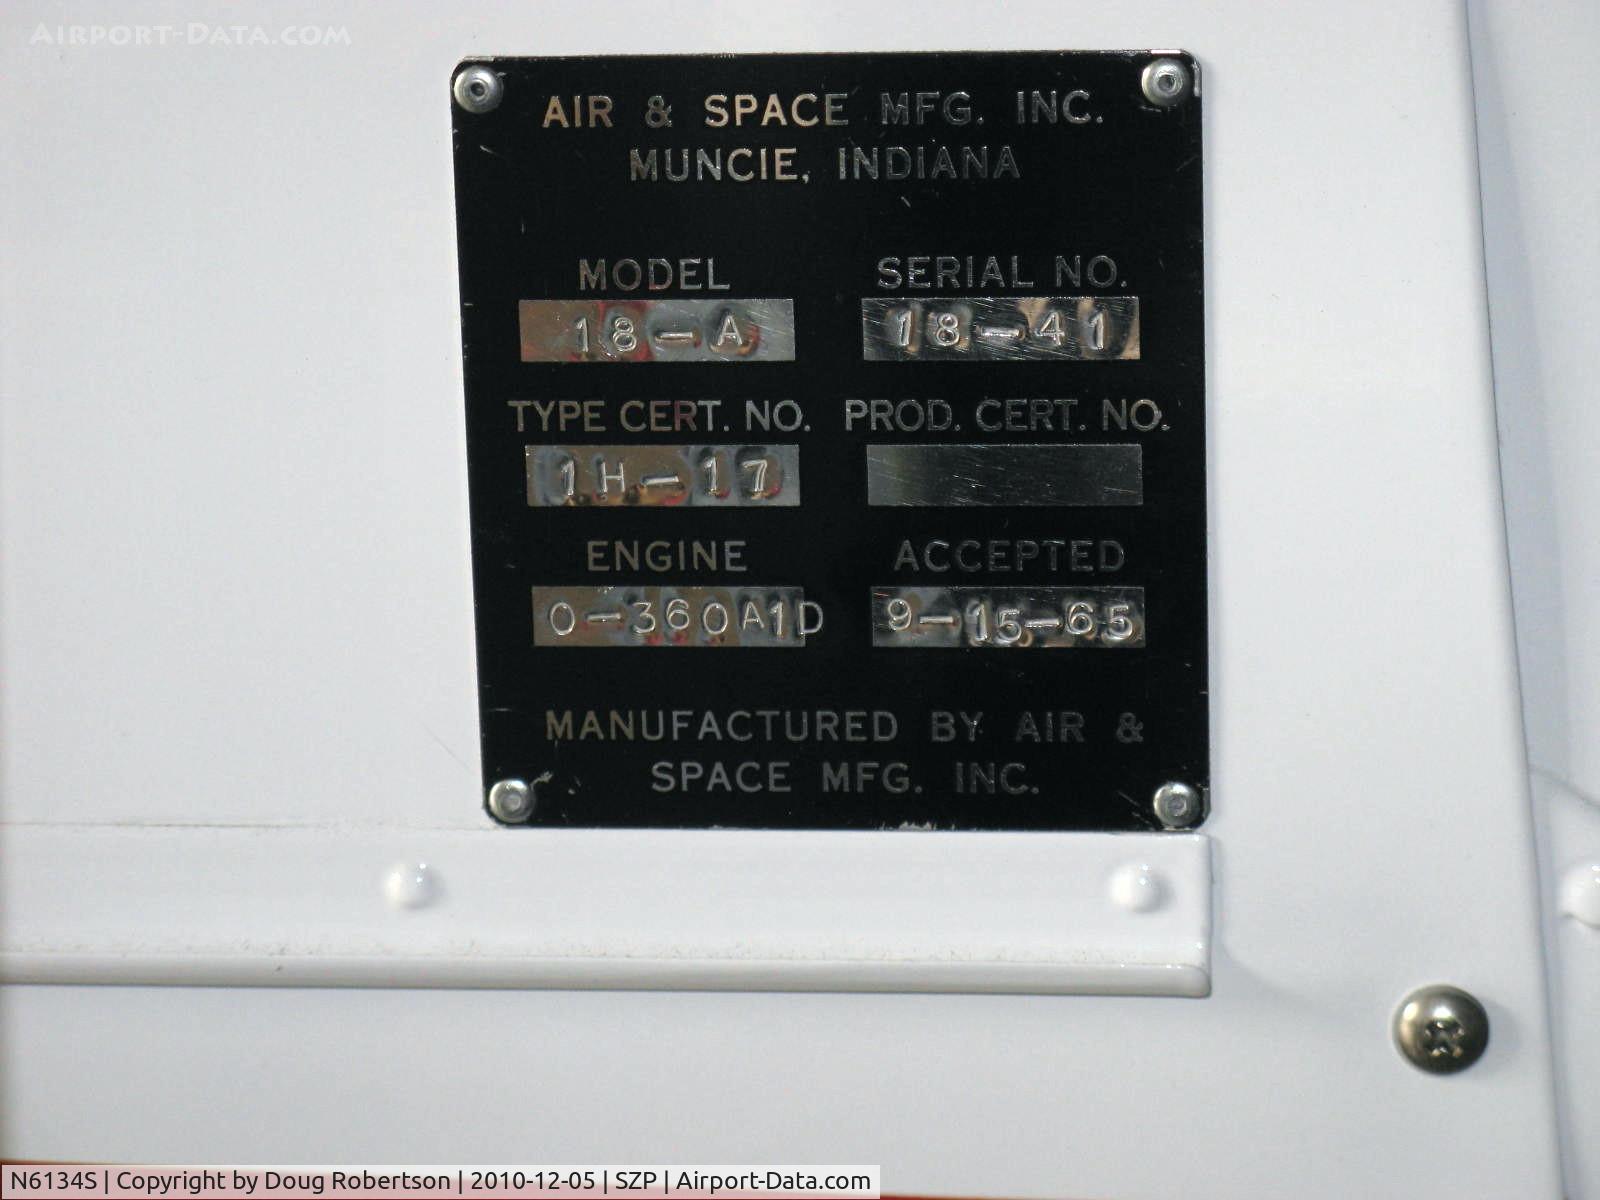 AIRPORT-DATA.COM
AIR & SPACE MFG. INC.
MUNCIE, INDIANA
MODEL SERIAL NO.
18-A 18-41
TYPE CERT. NO. PROD. CERT. NO.
1H-17
ENGINE ACCEPTED
O-360A1D 9-15-65
MANUFACTURED BY AIR &
SPACE MFG. INC.
N6134S | Copyright by Doug Robertson | 2010-12-05 | SZP | Airport-Data.com